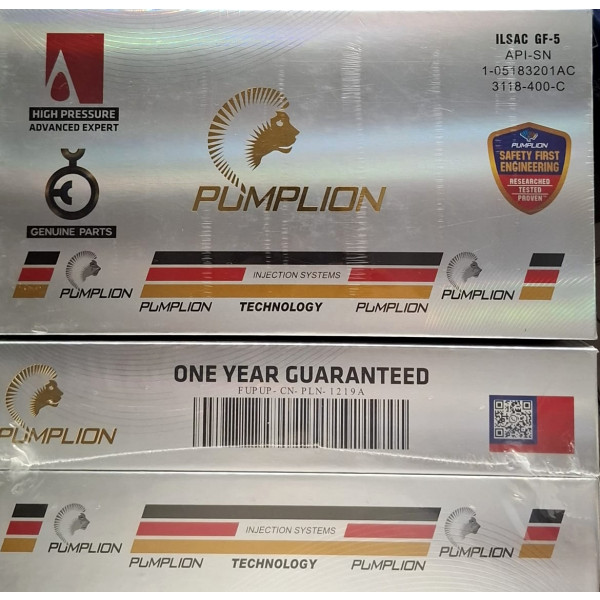 ILSAC GF-5
API-SN
1-05183201AC
3118-400-C
HIGH PRESSURE
ADVANCED EXPERT
PUMPLION
SAFETY FIRST
ENGINEERING
RESEARCHED
TESTED
PROVEN
PUMPLION
GENUINE PARTS
INJECTION SYSTEMS
PUMPLION
PUMPLION
TECHNOLOGY
PUMPLION
PUMPLION
ONE YEAR GUARANTEED
FUPUP-CN-PLN-1219A
PUMPLION
INJECTION SYSTEMS
PUMPLION
PUMPLION
TECHNOLOGY
PUMPLION
PUMPLION